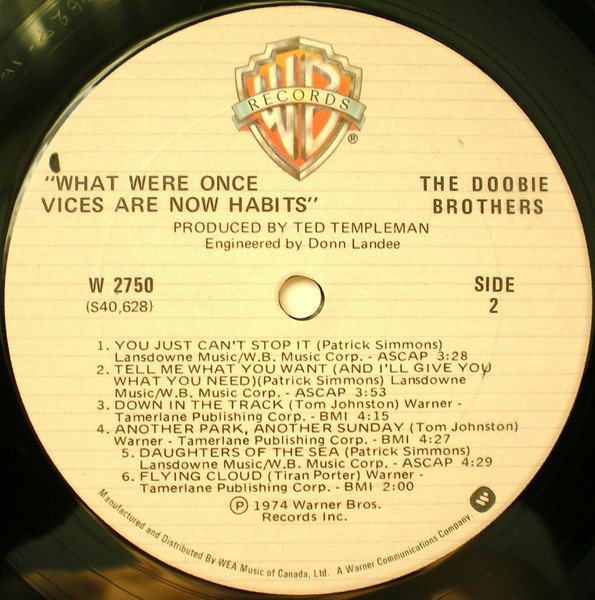 WB
RECORDS
®
"WHAT WERE ONCE
VICES ARE NOW HABITS"
THE DOOBIE
BROTHERS
PRODUCED BY TED TEMPLEMAN
Engineered by Donn Landee
W 2750
(S40,628)
SIDE
2
1. YOU JUST CAN'T STOP IT (Patrick Simmons)
Lansdowne Music/W.B. Music Corp. - ASCAP 3:28
2. TELL ME WHAT YOU WANT (AND I'LL GIVE YOU
WHAT YOU NEED)(Patrick Simmons) Lansdowne
Music/W.B. Music Corp. - ASCAP 3:53
3. DOWN IN THE TRACK (Tom Johnston) Warner -
Tamerlane Publishing Corp. - BMI 4:15
4. ANOTHER PARK, ANOTHER SUNDAY (Tom Johnston)
Warner - Tamerlane Publishing Corp. - BMI 4:27
5. DAUGHTERS OF THE SEA (Patrick Simmons)
Lansdowne Music/W.B. Music Corp. - ASCAP 4:29
6. FLYING CLOUD (Tiran Porter) Warner -
Tamerlane Publishing Corp. - BMI 2:00
℗ 1974 Warner Bros.
Records Inc.
Manufactured and Distributed By WEA Music of Canada, Ltd. A Warner Communications Company.